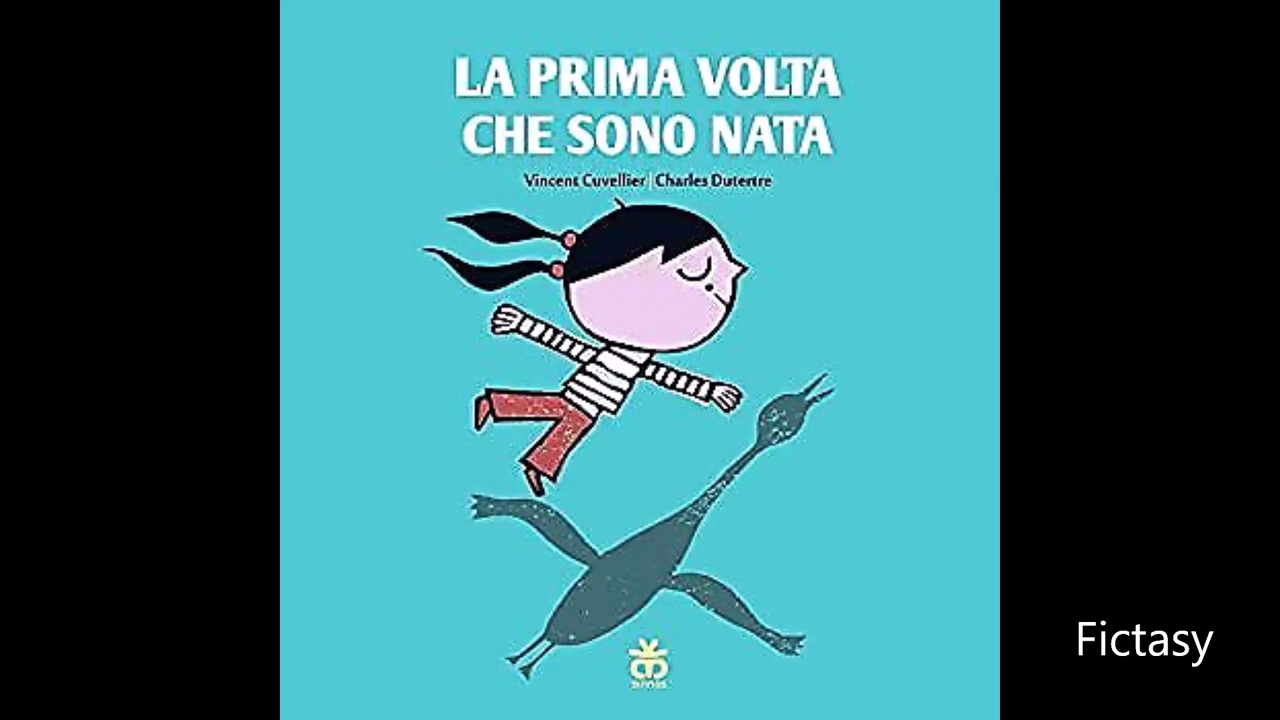 LA PRIMA VOLTA
CHE SONO NATA
Vincent Cuvellier | Charles Dutertre
Fictasy